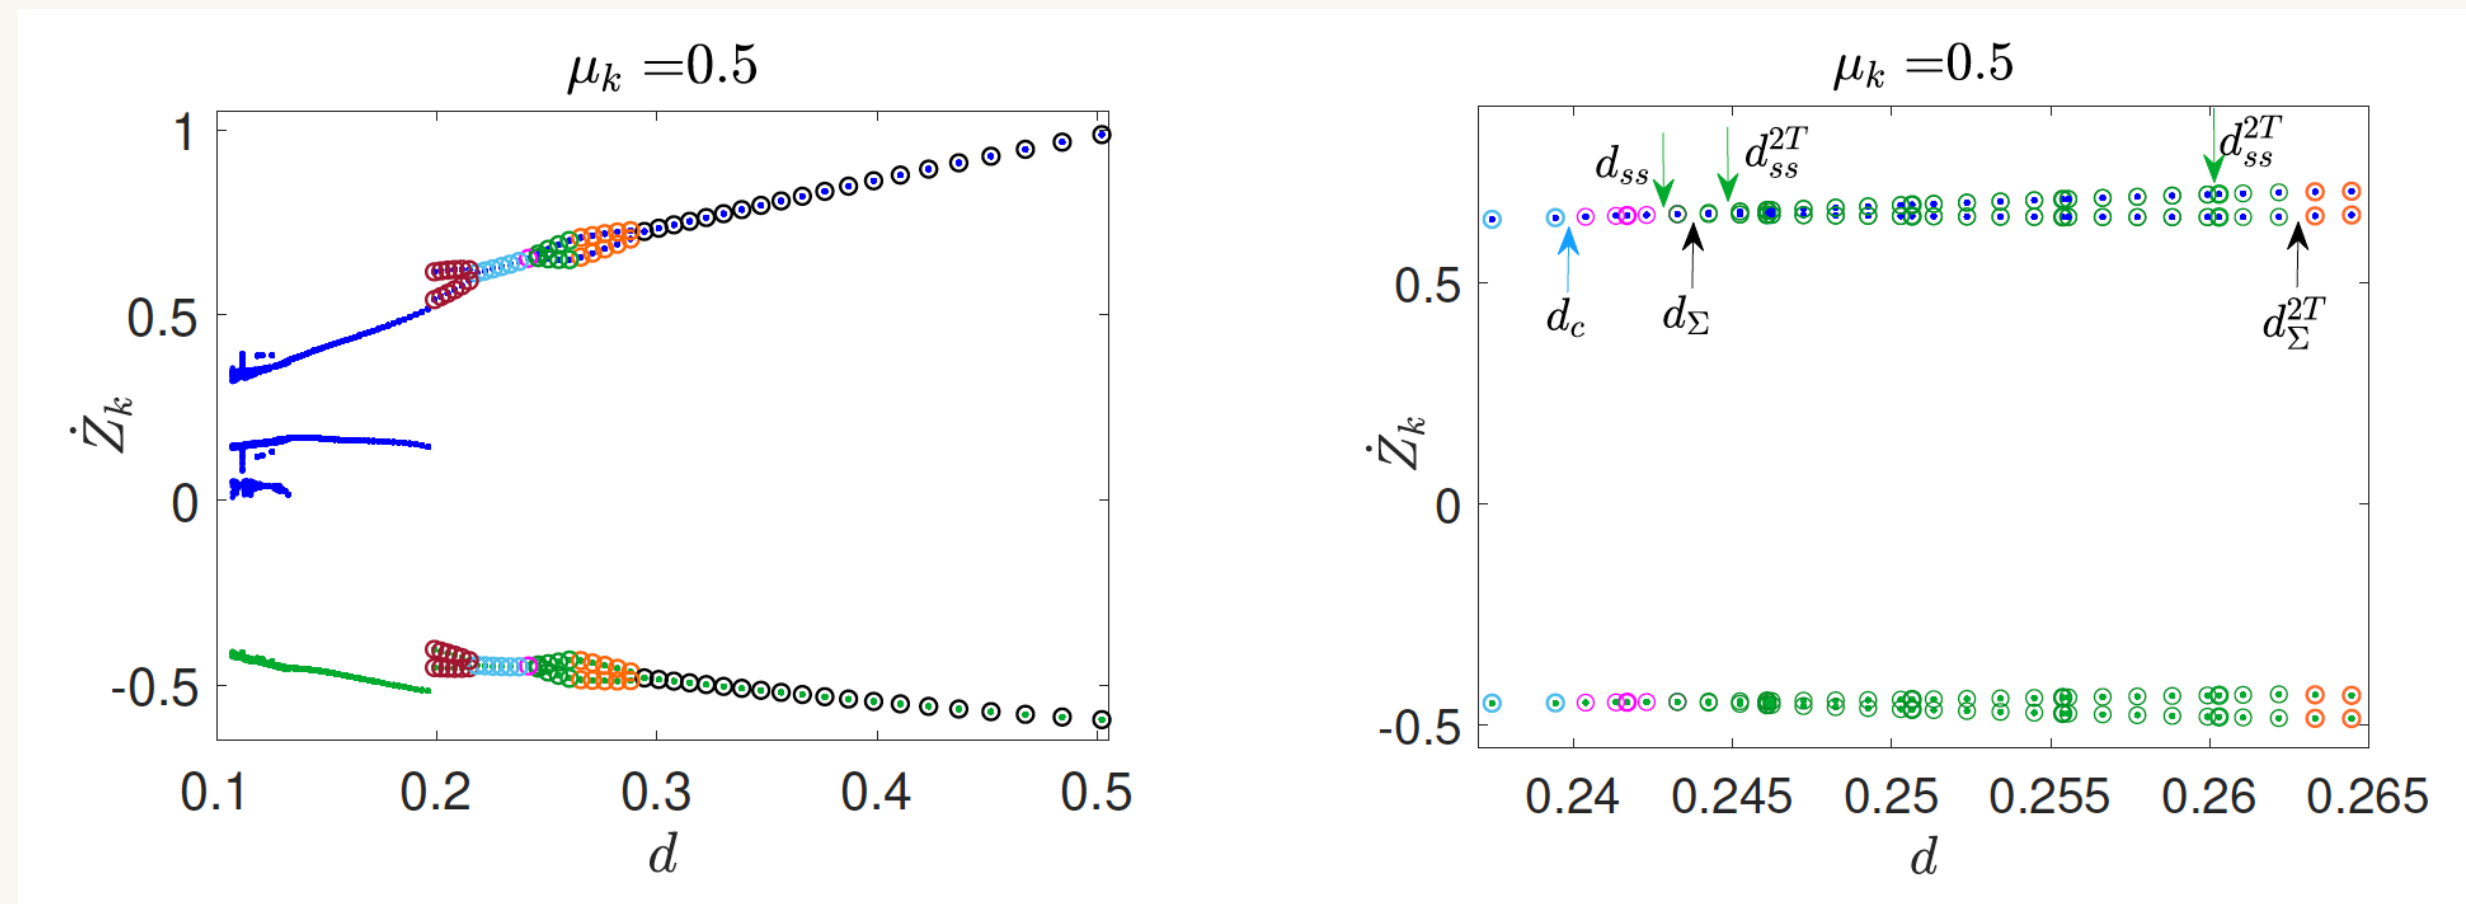 μ_k =0.5
1
0.5
0
-0.5
Ż_k
0.1 0.2 0.3 0.4 0.5
d
μ_k =0.5
d_ss d_ss^2T d_ss^2T
0.5
d_c d_Σ d_Σ^2T
0
-0.5
Ż_k
0.24 0.245 0.25 0.255 0.26 0.265
d